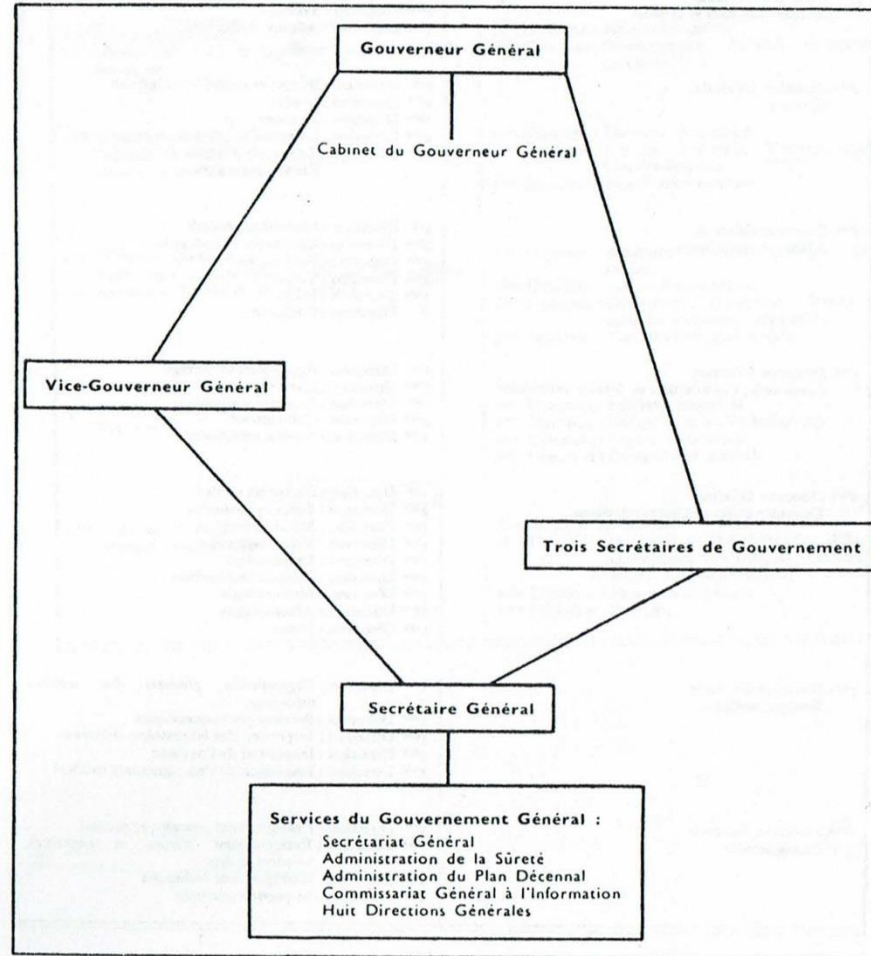 Gouverneur Général
Cabinet du Gouverneur Général
Vice-Gouverneur Général
Trois Secrétaires de Gouvernement
Secrétaire Général
Services du Gouvernement Général :
Secrétariat Général
Administration de la Sûreté
Administration du Plan Décennal
Commissariat Général à l'Information
Huit Directions Générales